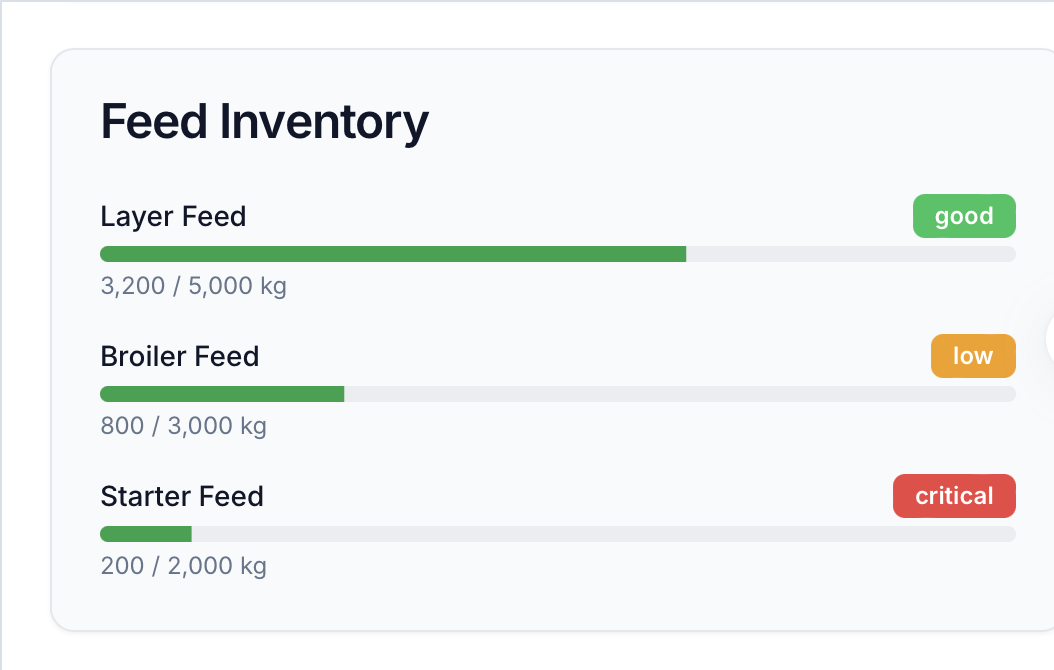 Feed Inventory
Layer Feed
good
3,200 / 5,000 kg
Broiler Feed
low
800 / 3,000 kg
Starter Feed
critical
200 / 2,000 kg